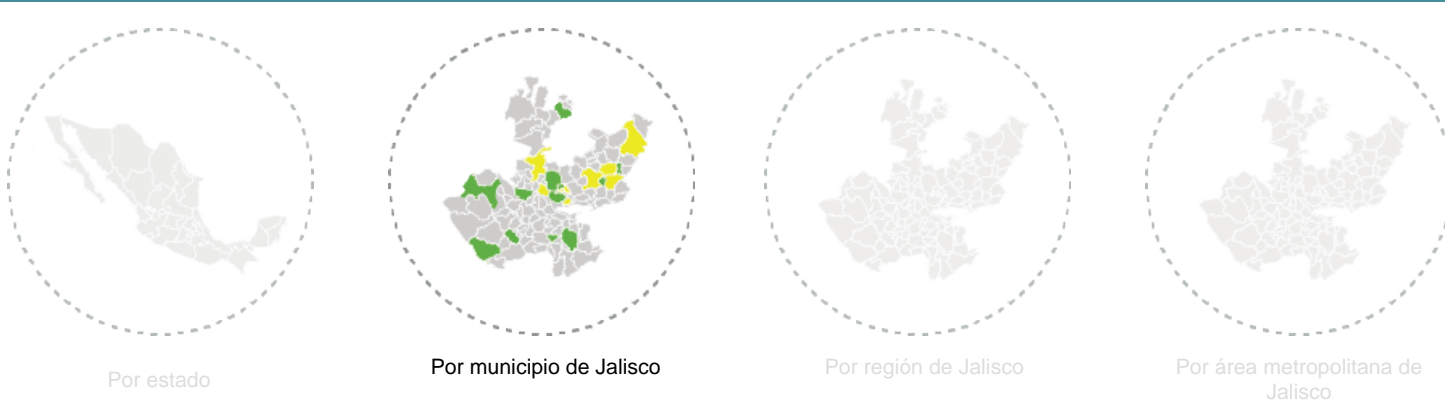 Por estado
Por municipio de Jalisco
Por región de Jalisco
Por área metropolitana de
Jalisco